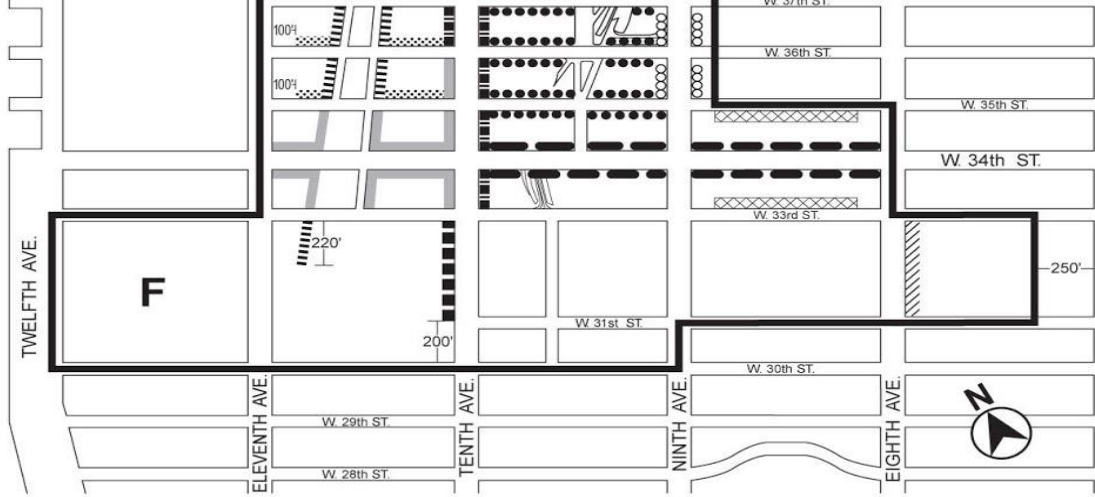 W. 37th ST.
100'
W. 36th ST.
100'
W. 35th ST.
W. 34th ST.
W. 33rd ST.
220'
250'
F
TWELFTH AVE.
W. 31st ST.
200'
W. 30th ST.
ELEVENTH AVE.
TENTH AVE.
NINTH AVE.
EIGHTH AVE.
N
W. 29th ST.
W. 28th ST.